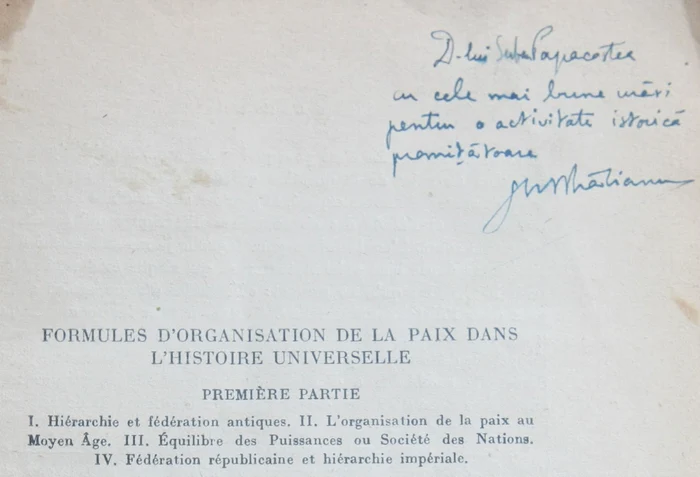 D-lui Șerban Papacostea
cu cele mai bune urări
pentru o activitate istorică
promițătoare
GhBrătianu
FORMULES D'ORGANISATION DE LA PAIX DANS
L'HISTOIRE UNIVERSELLE
PREMIÈRE PARTIE
I. Hiérarchie et fédération antiques. II. L'organisation de la paix au
Moyen Âge. III. Équilibre des Puissances ou Société des Nations.
IV. Fédération républicaine et hiérarchie impériale.